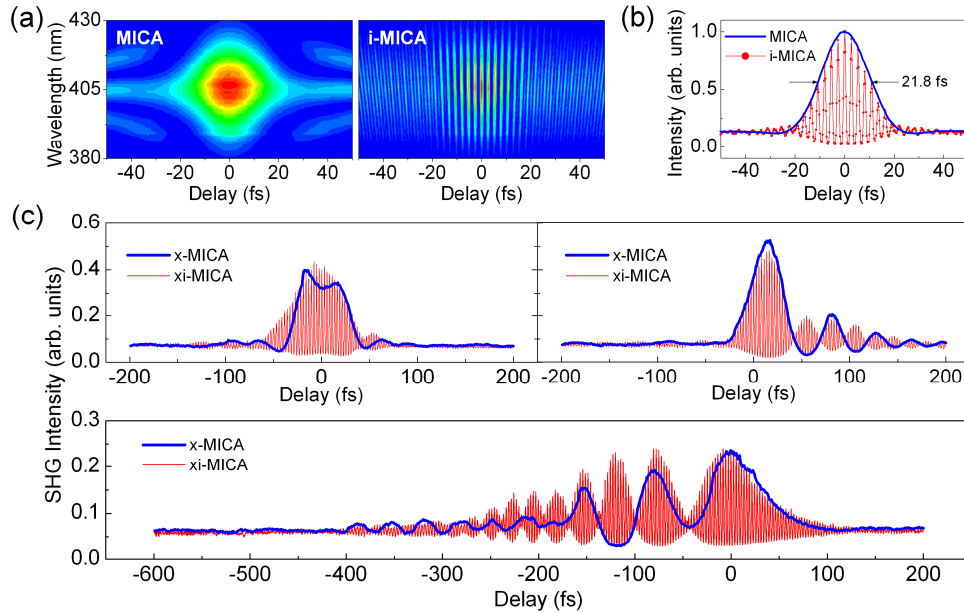 (a)
Wavelength (nm)
430
405
380
MICA
i-MICA
-40 -20 0 20 40
-40 -20 0 20 40
Delay (fs)
Delay (fs)
(b)
Intensity (arb. units)
1.0
0.5
0.0
MICA
i-MICA
21.8 fs
-40 -20 0 20 40
Delay (fs)
(c)
SHG Intensity (arb. units)
0.6
0.4
0.2
0.0
x-MICA
xi-MICA
-200 -100 0 100 200
Delay (fs)
x-MICA
xi-MICA
-200 -100 0 100 200
Delay (fs)
0.3
0.2
0.1
0.0
x-MICA
xi-MICA
-600 -500 -400 -300 -200 -100 0 100 200
Delay (fs)